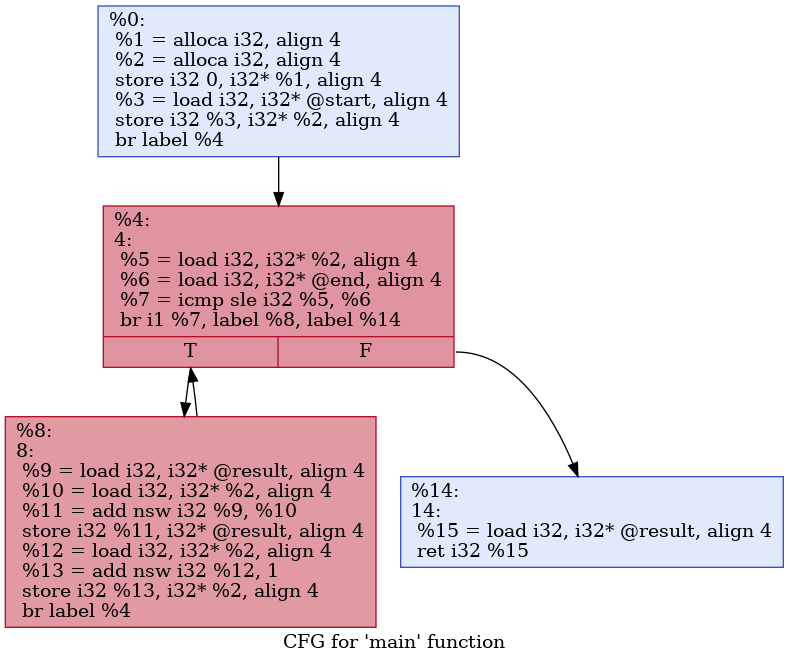 %0:
%1 = alloca i32, align 4
%2 = alloca i32, align 4
store i32 0, i32* %1, align 4
%3 = load i32, i32* @start, align 4
store i32 %3, i32* %2, align 4
br label %4
%4:
4:
%5 = load i32, i32* %2, align 4
%6 = load i32, i32* @end, align 4
%7 = icmp sle i32 %5, %6
br i1 %7, label %8, label %14
T F
%8:
8:
%9 = load i32, i32* @result, align 4
%10 = load i32, i32* %2, align 4
%11 = add nsw i32 %9, %10
store i32 %11, i32* @result, align 4
%12 = load i32, i32* %2, align 4
%13 = add nsw i32 %12, 1
store i32 %13, i32* %2, align 4
br label %4
%14:
14:
%15 = load i32, i32* @result, align 4
ret i32 %15
CFG for 'main' function